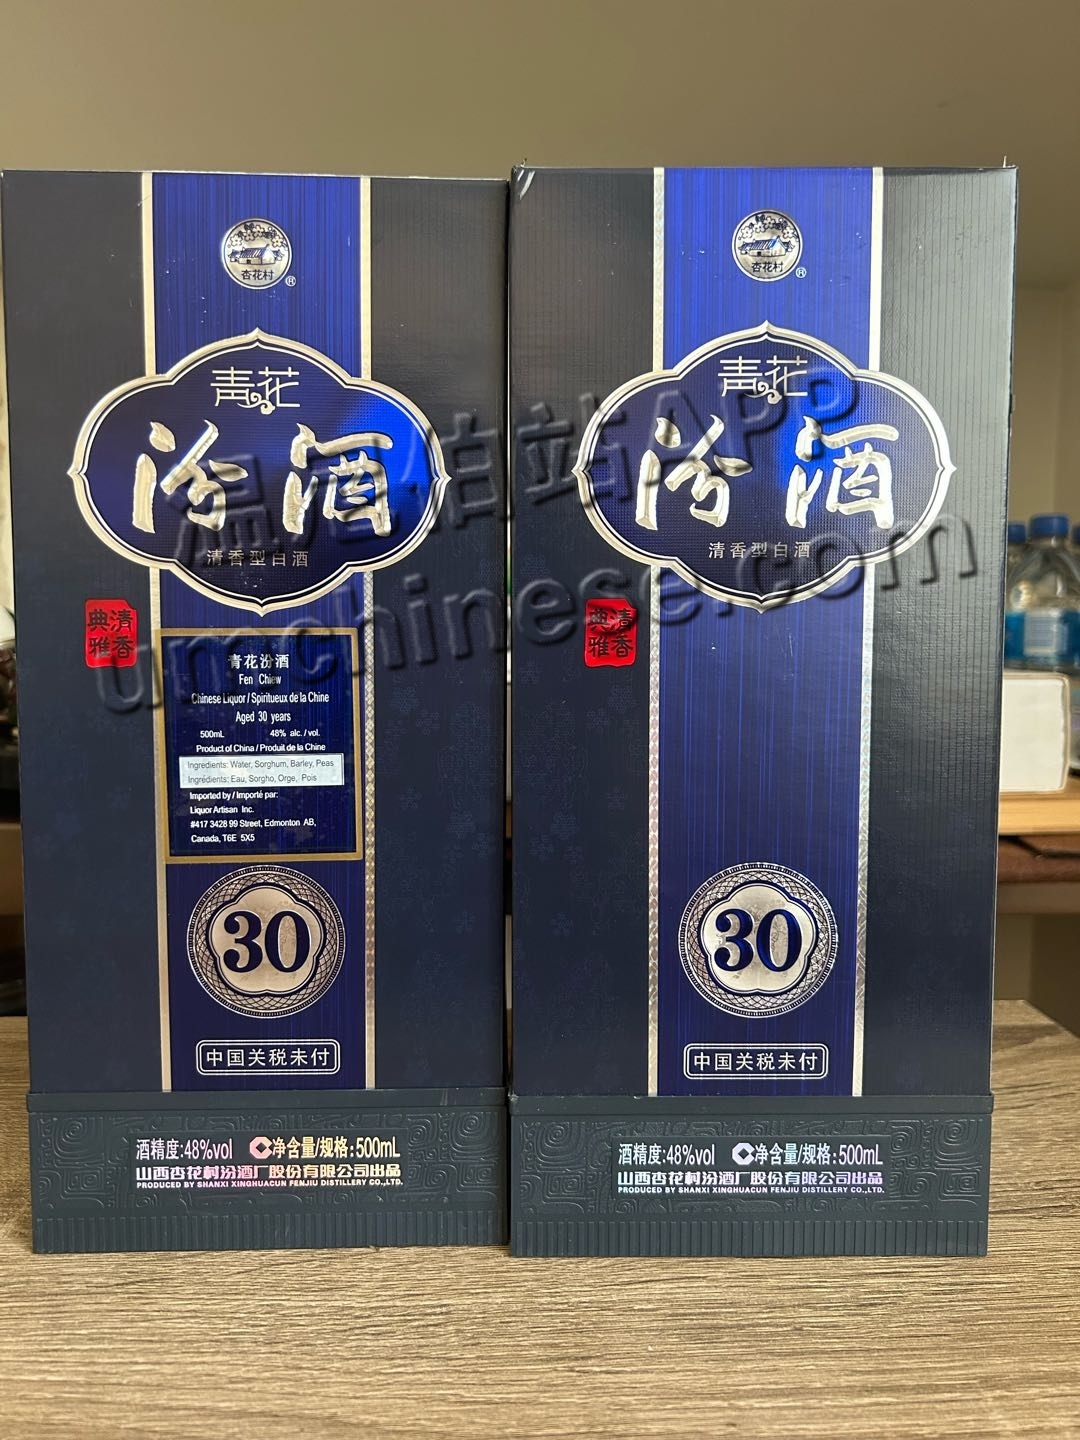 杏花村
®
青花
汾酒
清香型白酒
清香
典雅
青花汾酒
Fen Chiew
Chinese Liquor / Spiritueux de la Chine
Aged 30 years
500mL 48% alc. / vol.
Product of China / Produit de la Chine
Ingredients: Water, Sorghum, Barley, Peas
Ingrédients: Eau, Sorgho, Orge, Pois
Imported by / Importé par:
Liquor Artisan Inc.
#417 3428 99 Street, Edmonton AB,
Canada, T6E 5X5
30
中国关税未付
酒精度:48%vol 净含量/规格:500mL
山西杏花村汾酒厂股份有限公司出品
PRODUCED BY SHANXI XINGHUACUN FENJIU DISTILLERY CO.,LTD.
杏花村
®
青花
汾酒
清香型白酒
清香
典雅
30
中国关税未付
酒精度:48%vol 净含量/规格:500mL
山西杏花村汾酒厂股份有限公司出品
PRODUCED BY SHANXI XINGHUACUN FENJIU DISTILLERY CO.,LTD.
站APP
chinese.com